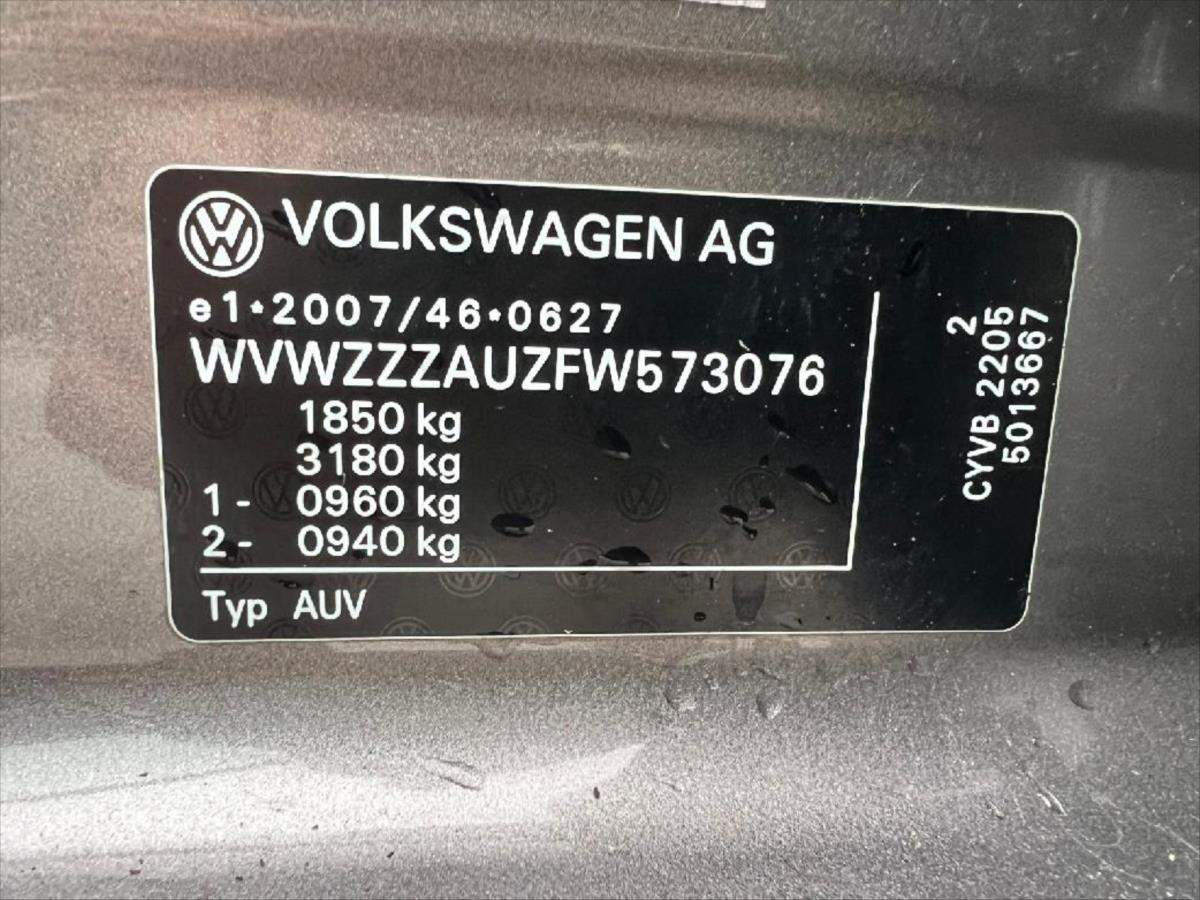 VOLKSWAGEN AG
e1*2007/46*0627
WVWZZZAUZFW573076
1850 kg
3180 kg
1- 0960 kg
2- 0940 kg
Typ AUV
2
CYVB 2205
5013667